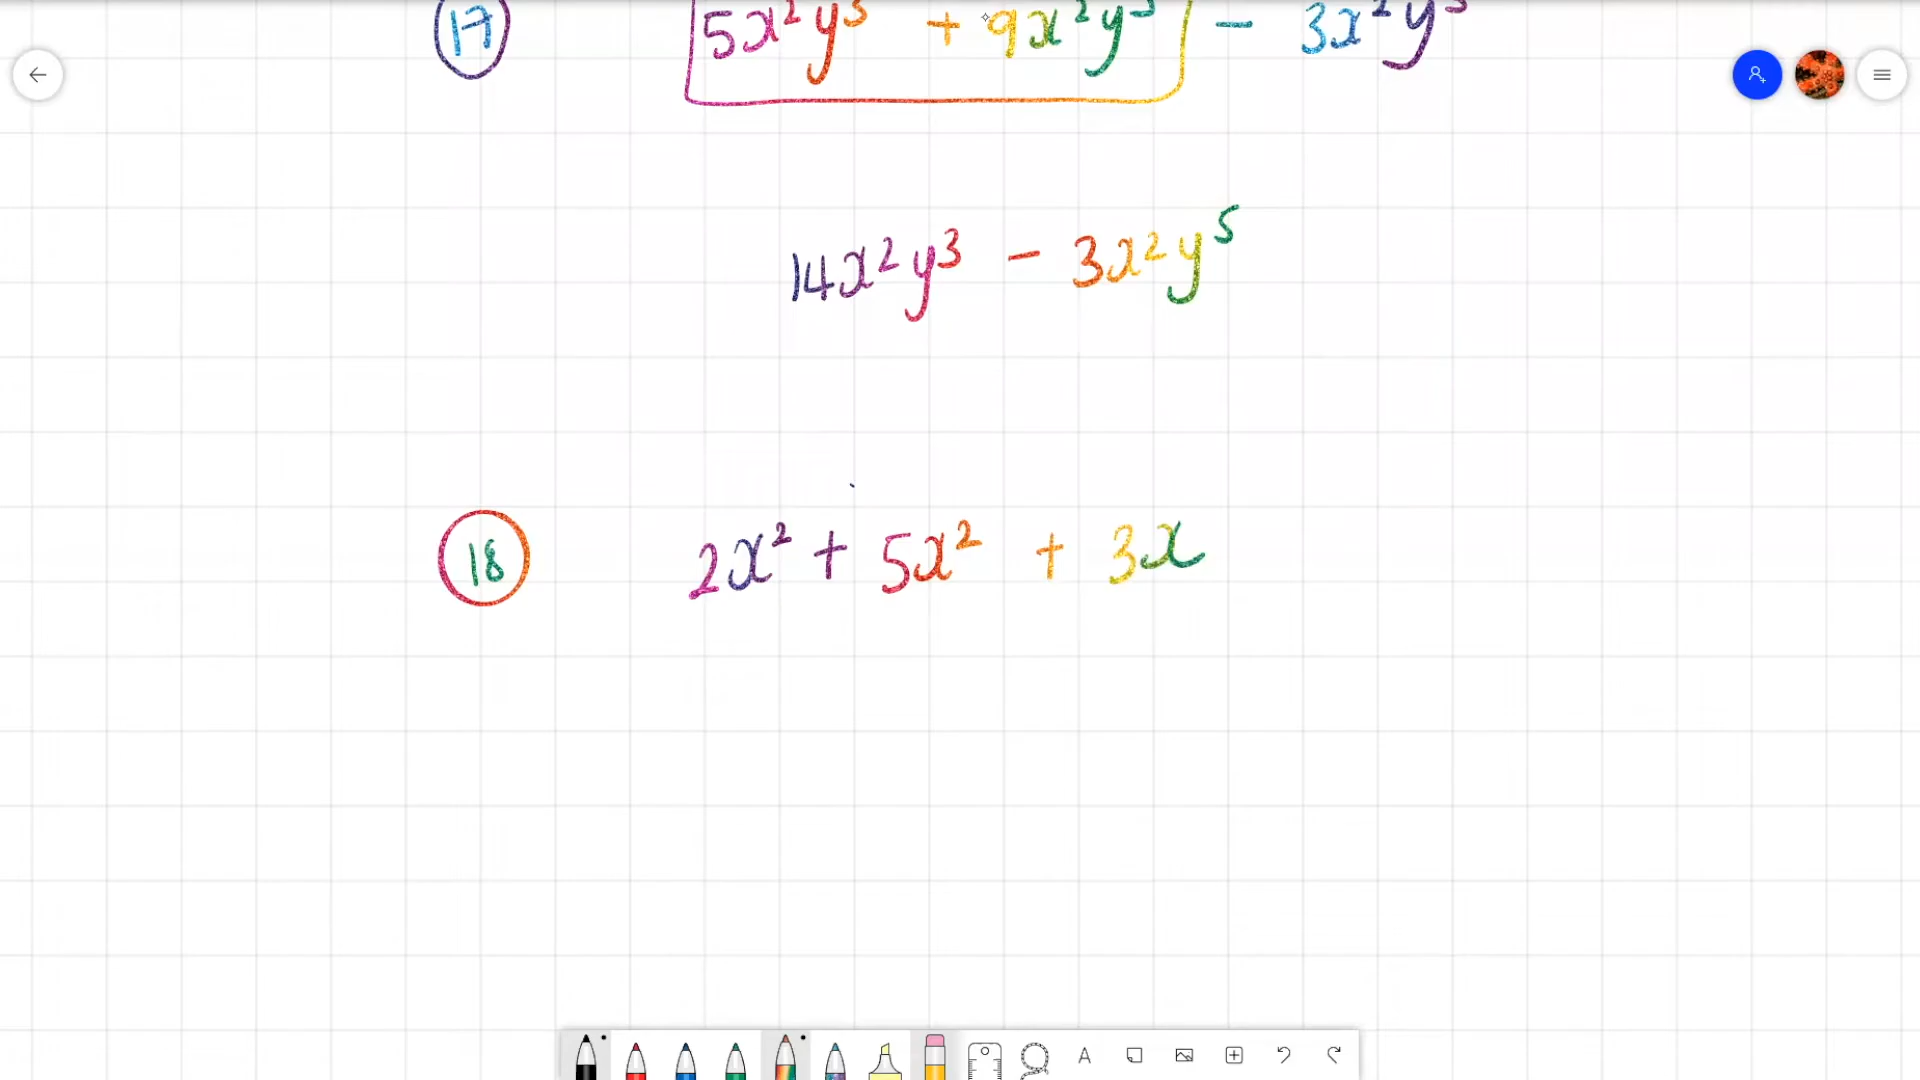 17 5x²y³ + 9x²y³ - 3x²y⁵
14x²y³ - 3x²y⁵
18 2x² + 5x² + 3x
A